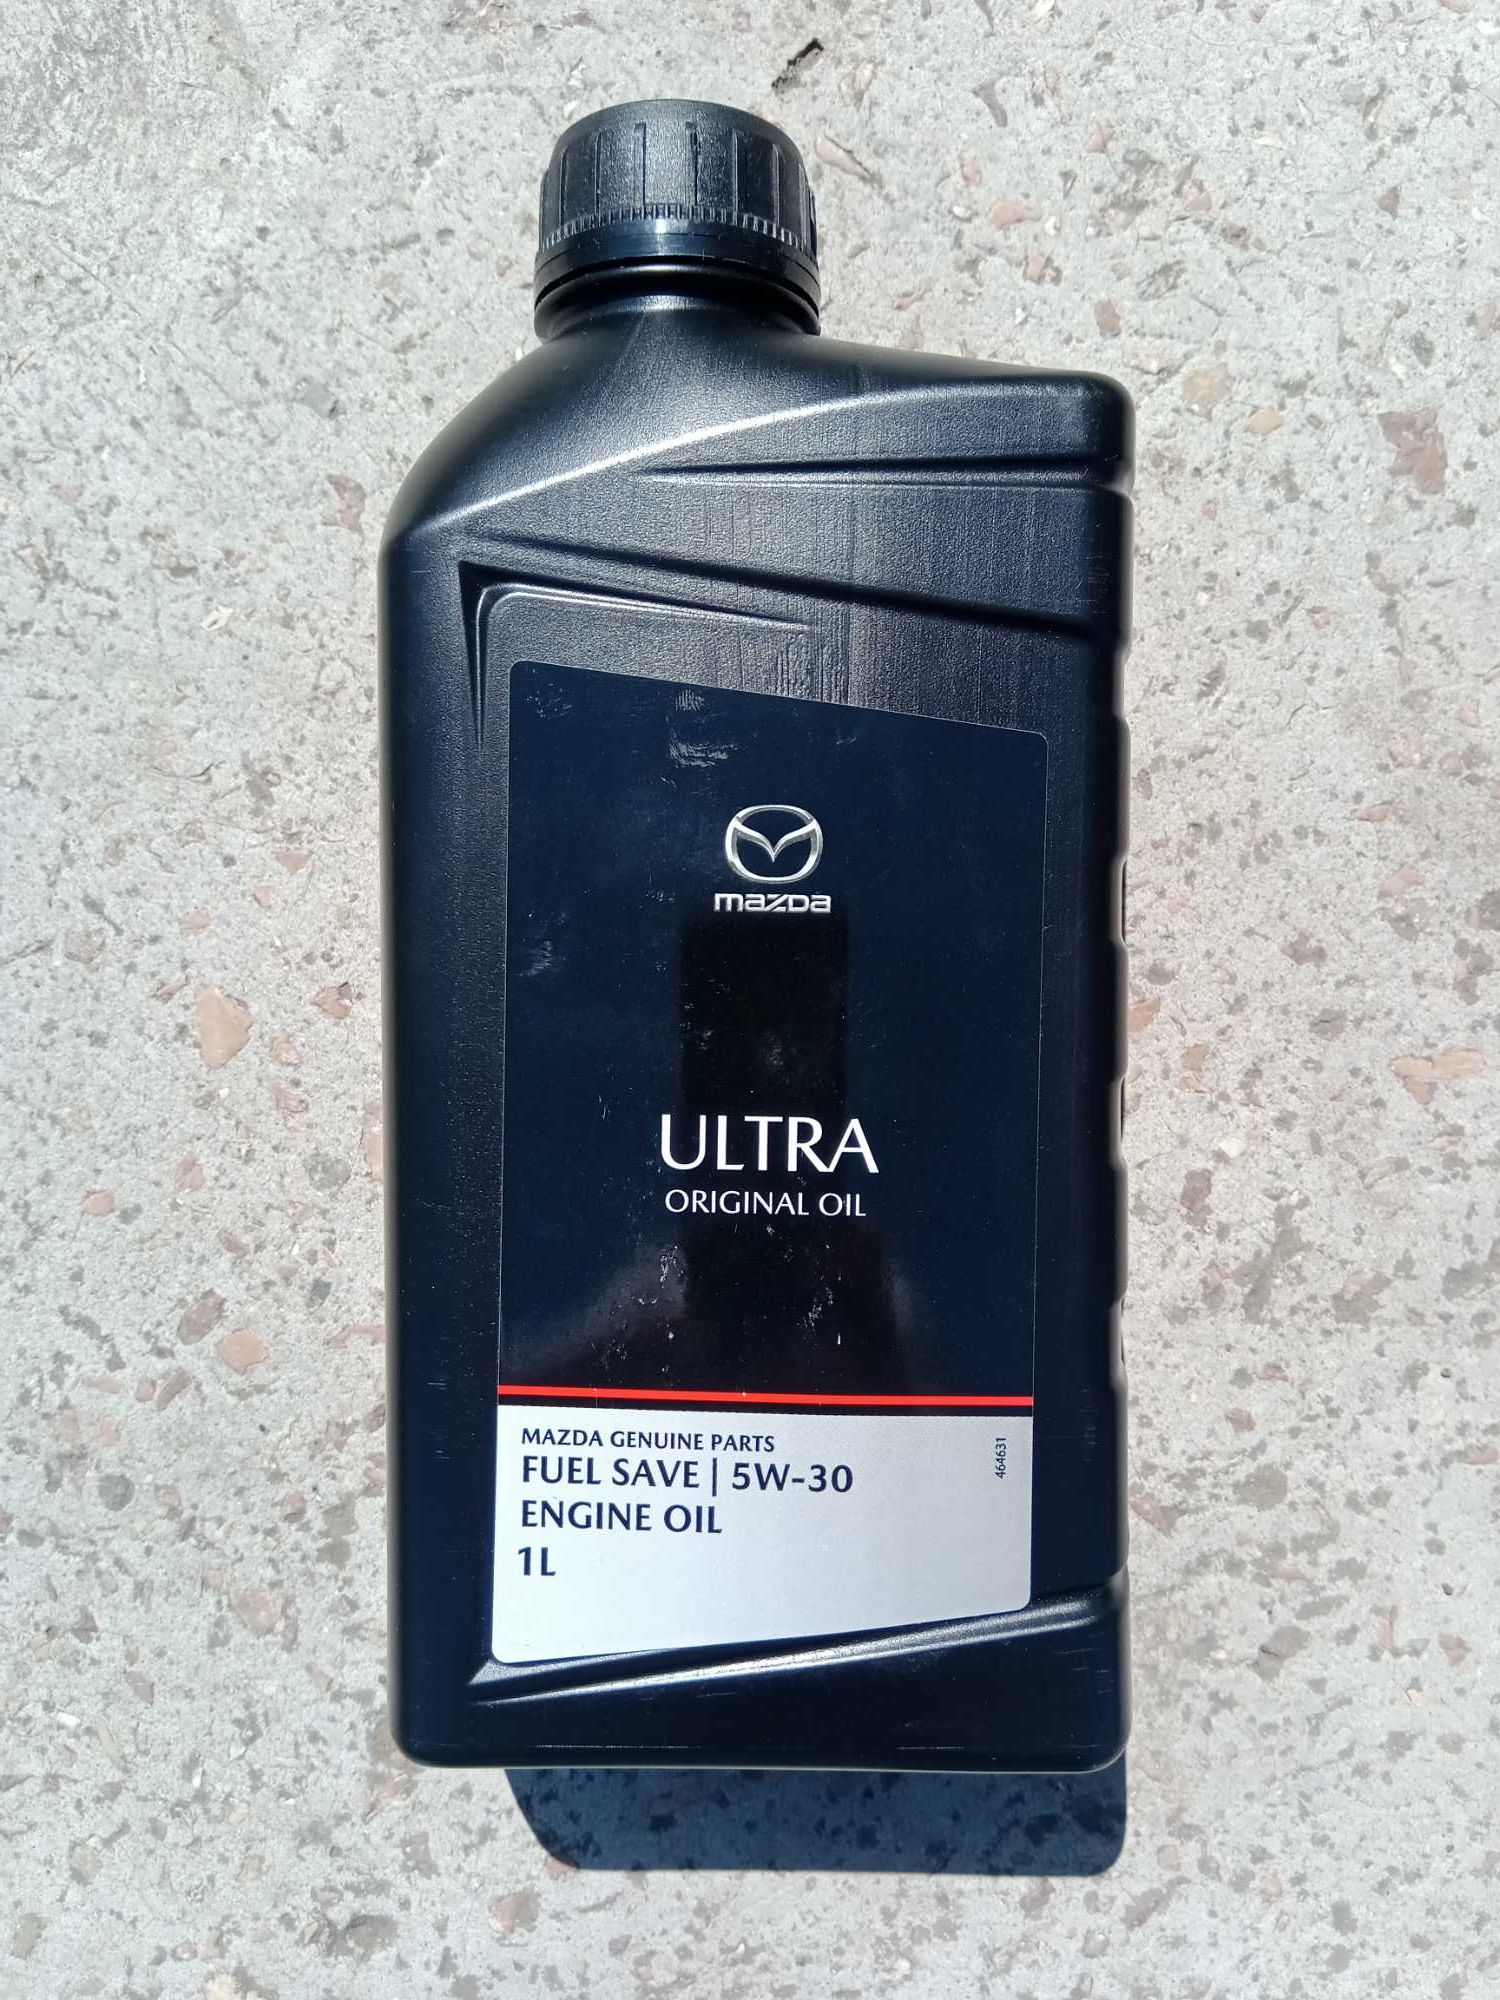 mazda
ULTRA
ORIGINAL OIL
MAZDA GENUINE PARTS
FUEL SAVE | 5W-30
ENGINE OIL
1L
464631